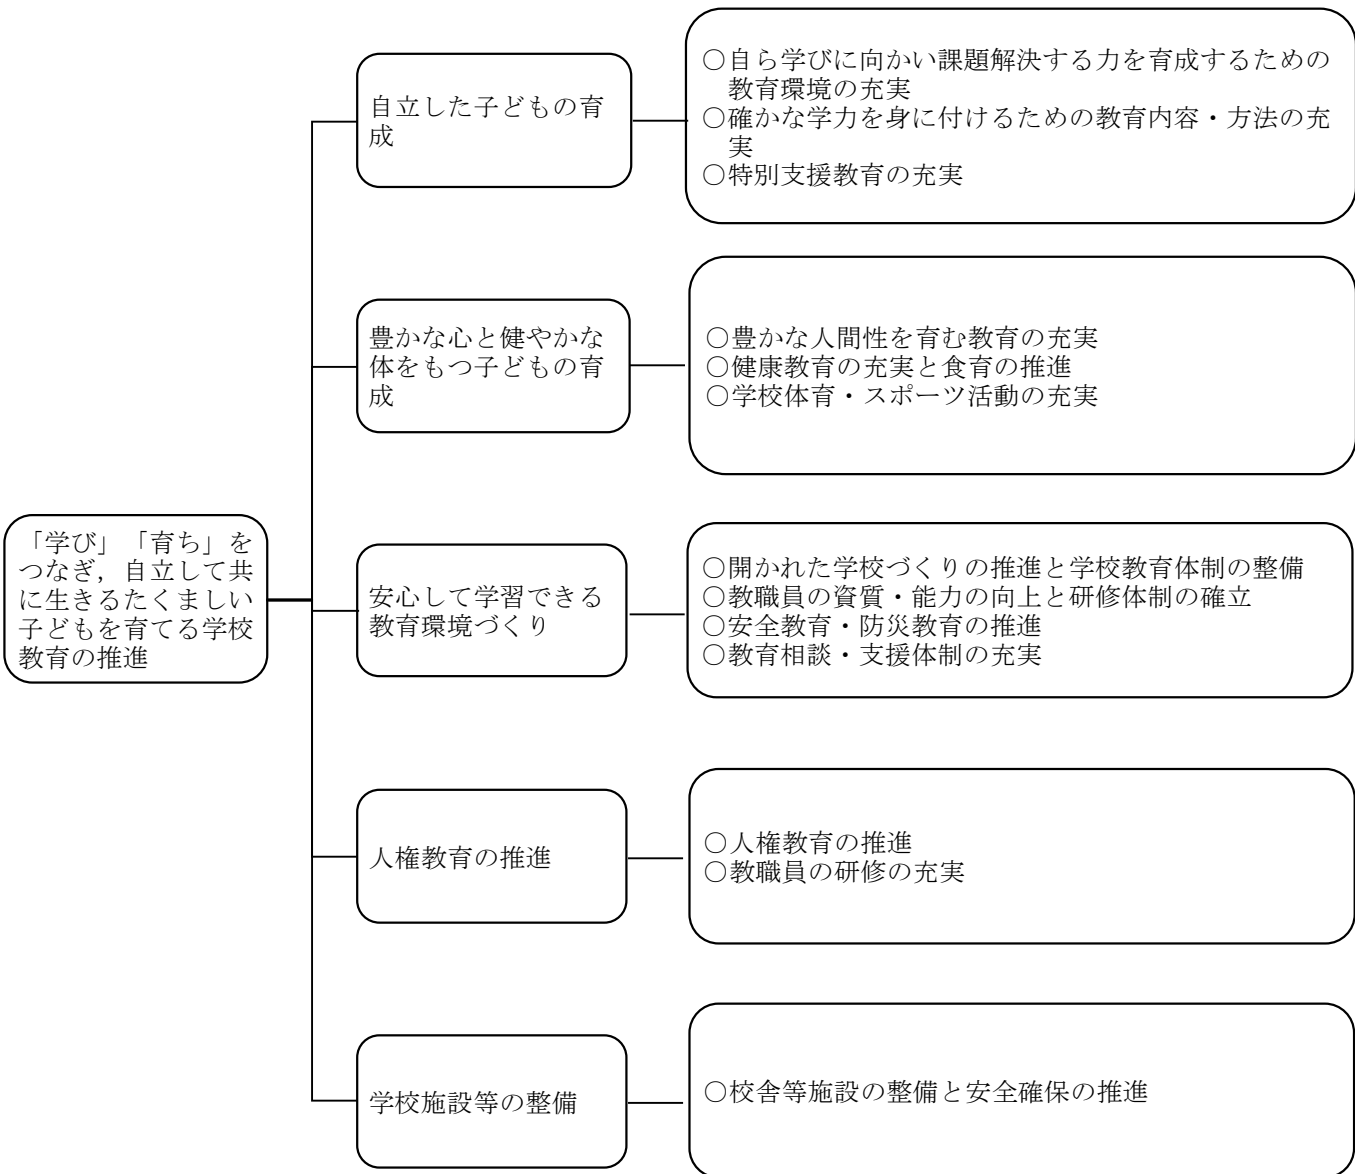 「学び」「育ち」を
つなぎ，自立して共
に生きるたくましい
子どもを育てる学校
教育の推進
自立した子どもの育
成
○自ら学びに向かい課題解決する力を育成するための
教育環境の充実
○確かな学力を身に付けるための教育内容・方法の充
実
○特別支援教育の充実
豊かな心と健やかな
体をもつ子どもの育
成
○豊かな人間性を育む教育の充実
○健康教育の充実と食育の推進
○学校体育・スポーツ活動の充実
安心して学習できる
教育環境づくり
○開かれた学校づくりの推進と学校教育体制の整備
○教職員の資質・能力の向上と研修体制の確立
○安全教育・防災教育の推進
○教育相談・支援体制の充実
人権教育の推進
○人権教育の推進
○教職員の研修の充実
学校施設等の整備
○校舎等施設の整備と安全確保の推進